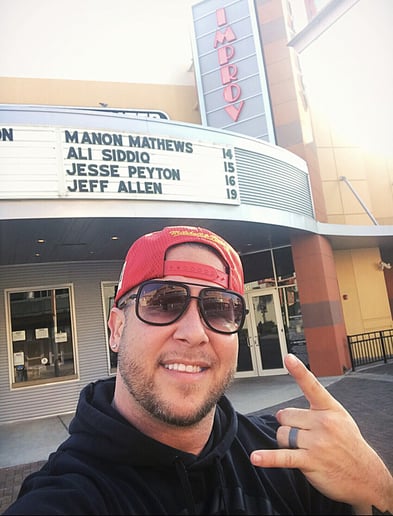 IMPROV
ON
MANON MATHEWS 14
ALI SIDDIQ 15
JESSE PEYTON 16
JEFF ALLEN 19